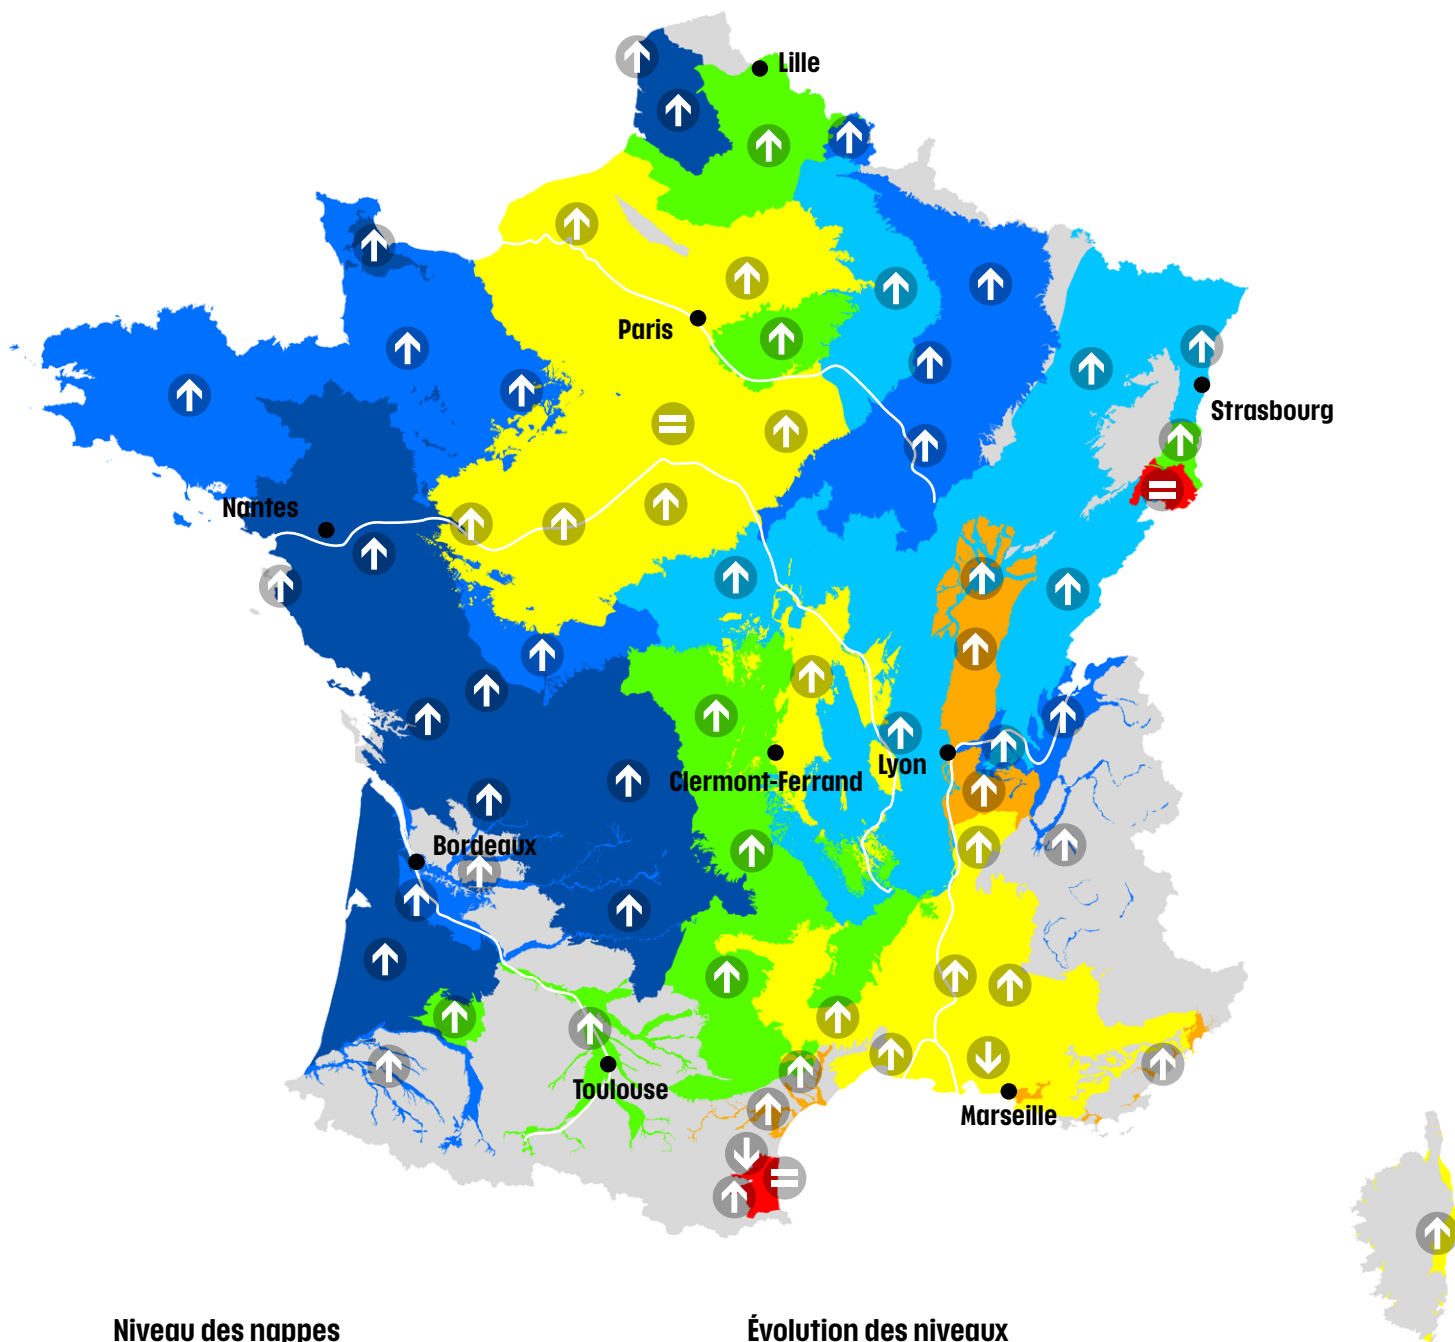 Lille
Paris
Strasbourg
Nantes
Clermont-Ferrand
Lyon
Bordeaux
Toulouse
Marseille
Niveau des nappes
Évolution des niveaux